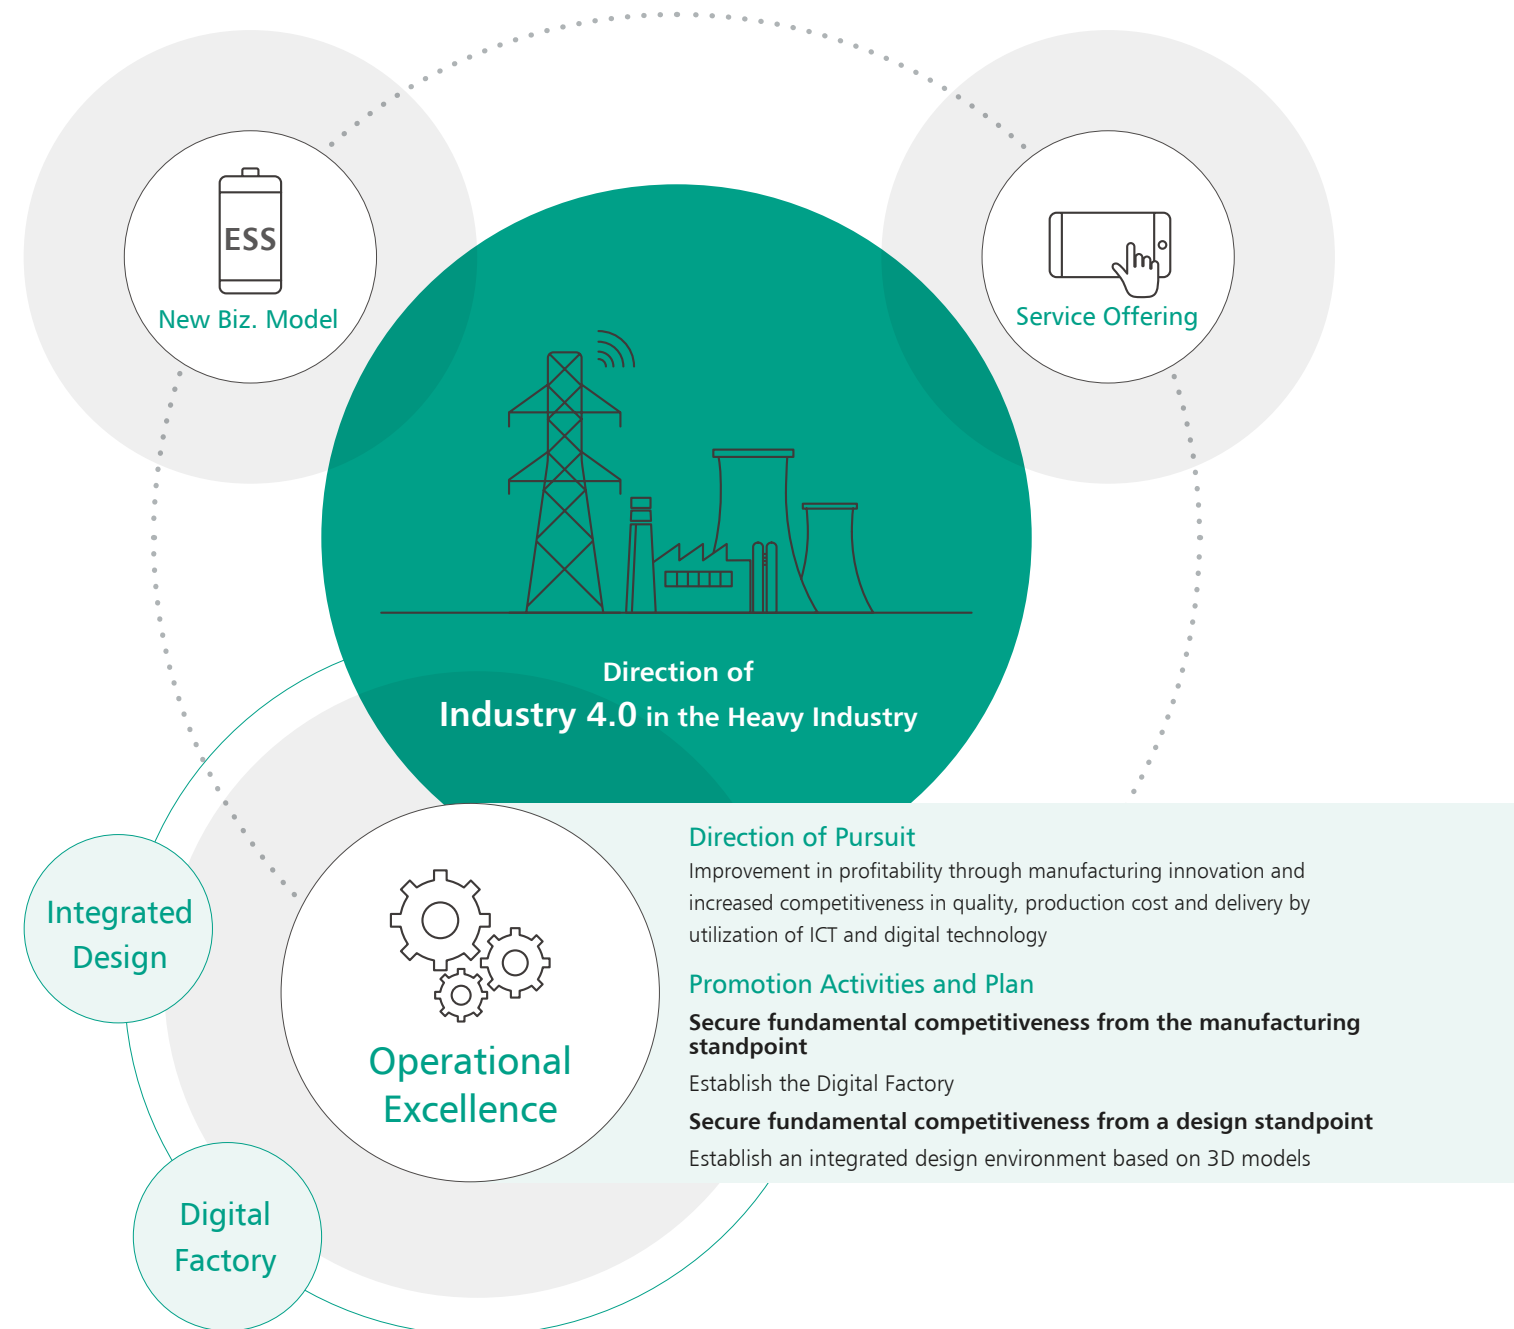 ESS
New Biz. Model
Service Offering
Direction of
Industry 4.0 in the Heavy Industry
Integrated
Design
Operational
Excellence
Digital
Factory
Direction of Pursuit
Improvement in profitability through manufacturing innovation and
increased competitiveness in quality, production cost and delivery by
utilization of ICT and digital technology
Promotion Activities and Plan
Secure fundamental competitiveness from the manufacturing
standpoint
Establish the Digital Factory
Secure fundamental competitiveness from a design standpoint
Establish an integrated design environment based on 3D models